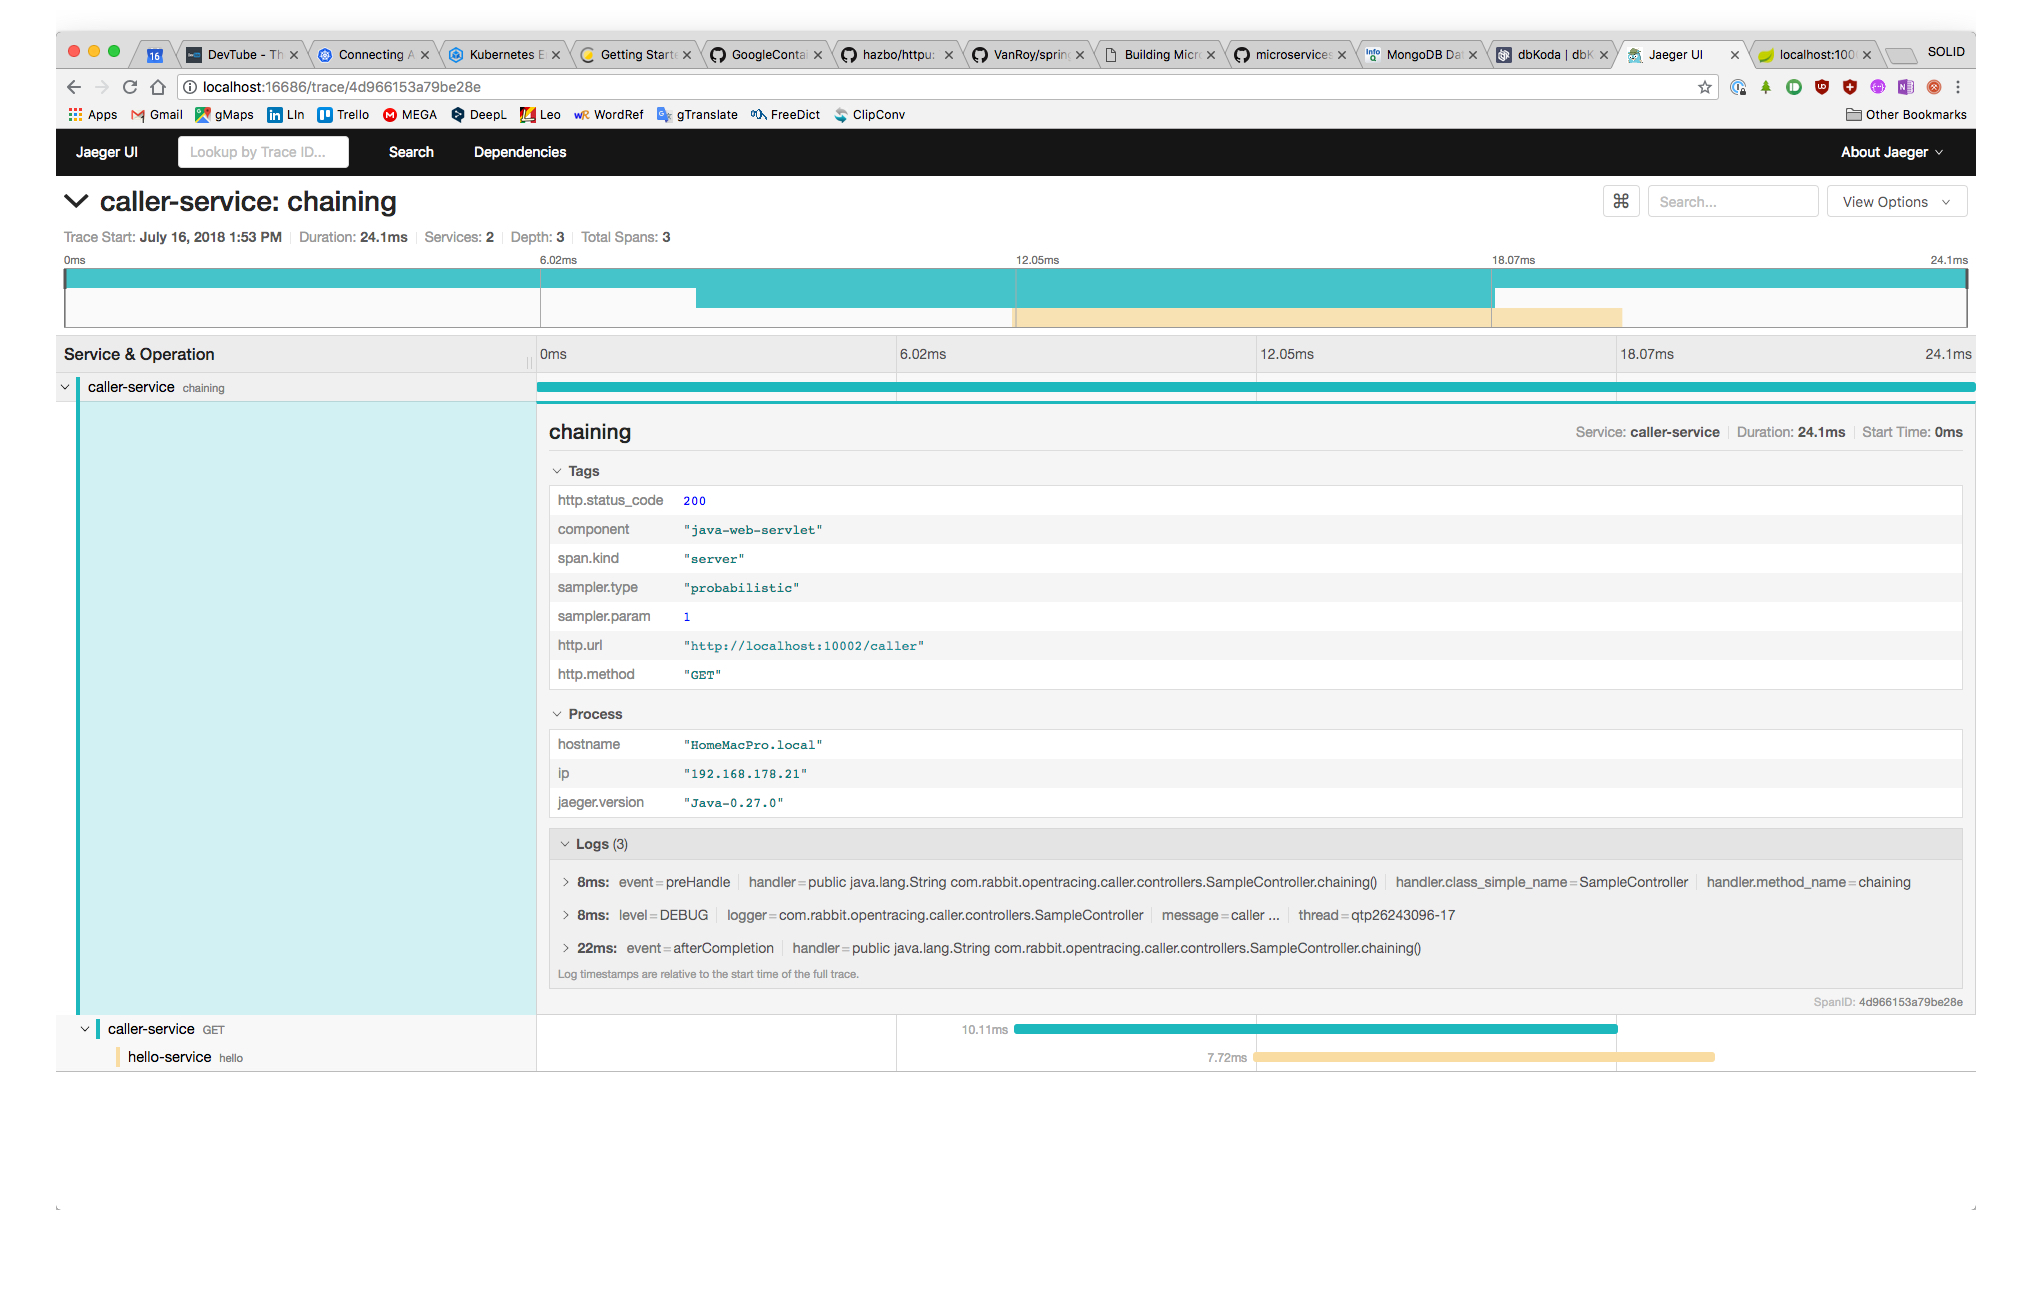 16 DevTube - Th Connecting A Kubernetes E Getting Starte GoogleContai hazbo/httpu: VanRoy/spring Building Micro microservices MongoDB Dat dbKoda | dbK Jaeger UI localhost:100 SOLID
localhost:16686/trace/4d966153a79be28e
Apps Gmail gMaps LIn Trello MEGA DeepL Leo WordRef gTranslate FreeDict ClipConv Other Bookmarks
Jaeger UI Lookup by Trace ID... Search Dependencies About Jaeger
caller-service: chaining ⌘ Search... View Options
Trace Start: July 16, 2018 1:53 PM Duration: 24.1ms Services: 2 Depth: 3 Total Spans: 3
0ms 6.02ms 12.05ms 18.07ms 24.1ms
Service & Operation 0ms 6.02ms 12.05ms 18.07ms 24.1ms
caller-service chaining
chaining Service: caller-service Duration: 24.1ms Start Time: 0ms
Tags
http.status_code 200
component "java-web-servlet"
span.kind "server"
sampler.type "probabilistic"
sampler.param 1
http.url "http://localhost:10002/caller"
http.method "GET"
Process
hostname "HomeMacPro.local"
ip "192.168.178.21"
jaeger.version "Java-0.27.0"
Logs (3)
8ms: event=preHandle handler=public java.lang.String com.rabbit.opentracing.caller.controllers.SampleController.chaining() handler.class_simple_name=SampleController handler.method_name=chaining
8ms: level=DEBUG logger=com.rabbit.opentracing.caller.controllers.SampleController message=caller ... thread=qtp26243096-17
22ms: event=afterCompletion handler=public java.lang.String com.rabbit.opentracing.caller.controllers.SampleController.chaining()
Log timestamps are relative to the start time of the full trace.
SpanID: 4d966153a79be28e
caller-service GET 10.11ms
hello-service hello 7.72ms